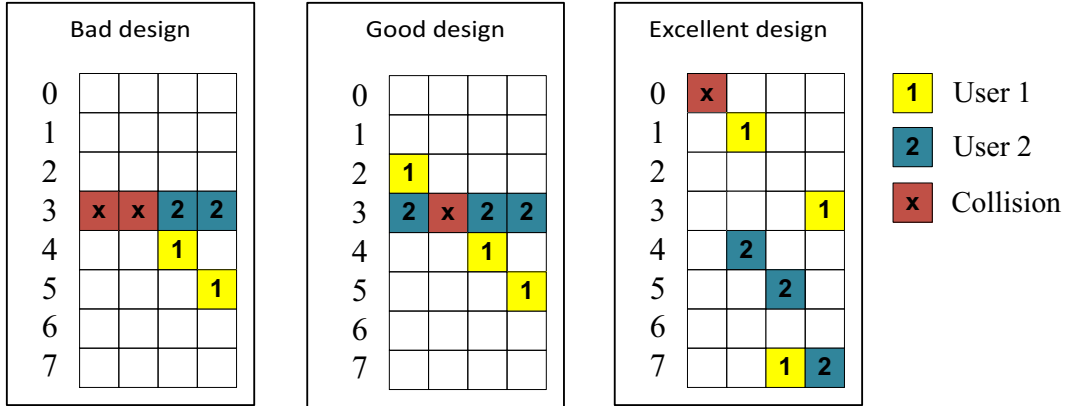 Bad design
0
1
2
3 x x 2 2
4 1
5 1
6
7
Good design
0
1
2 1
3 2 x 2 2
4 1
5 1
6
7
Excellent design
0 x
1 1
2
3 1
4 2
5 2
6
7 1 2
1 User 1
2 User 2
x Collision